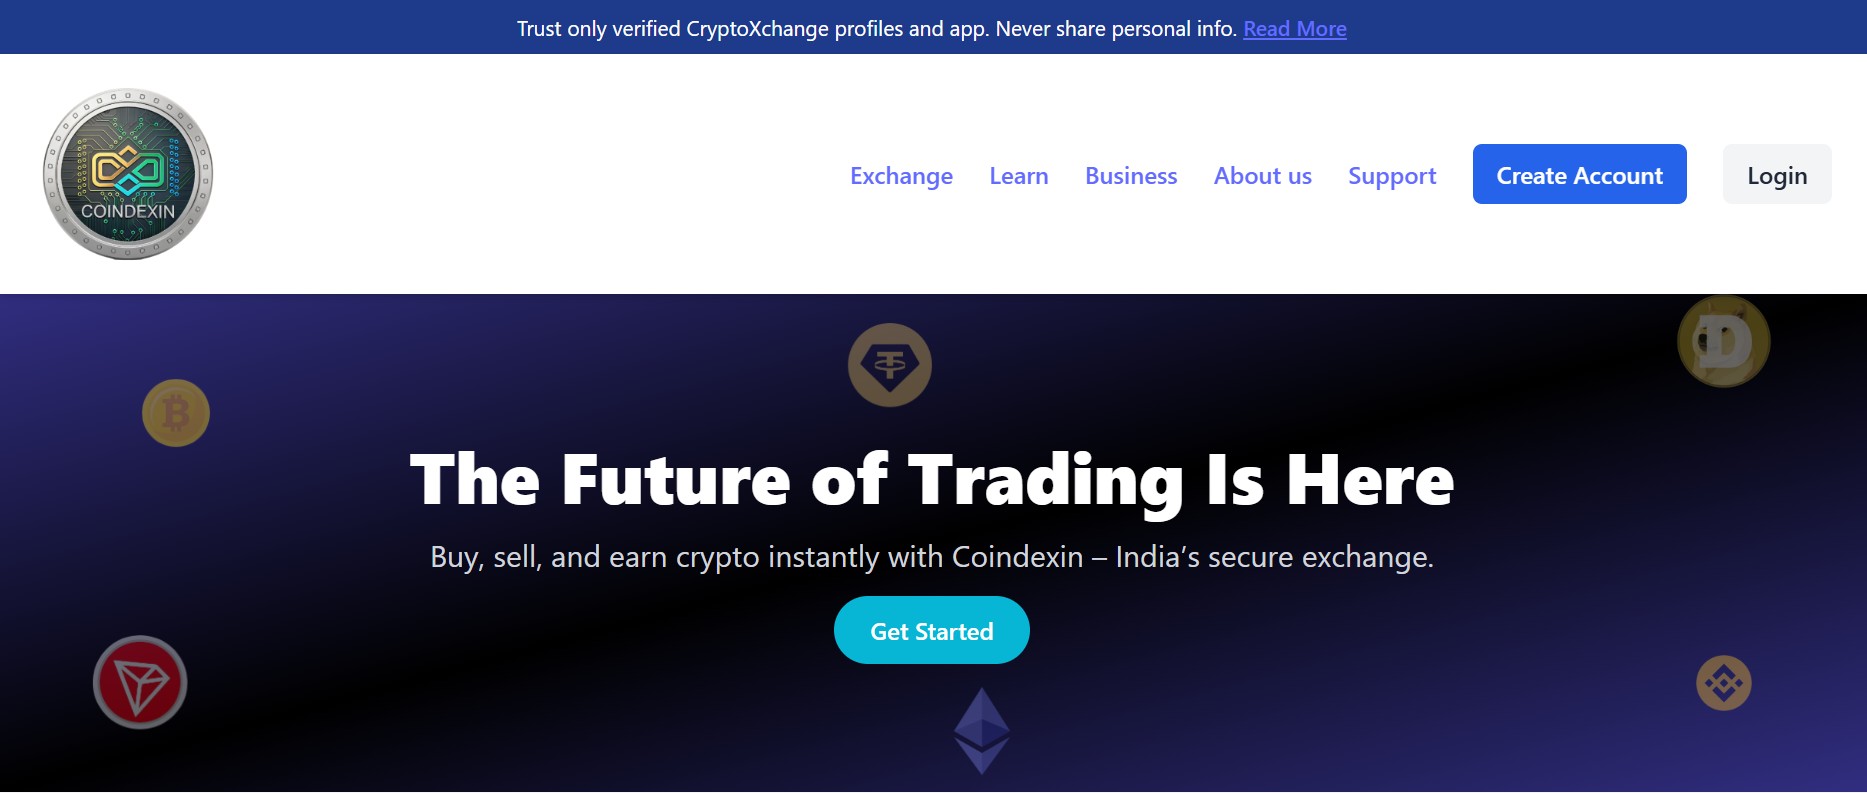 Trust only verified CryptoXchange profiles and app. Never share personal info. Read More
COINDEXIN
Exchange Learn Business About us Support Create Account Login
The Future of Trading Is Here
Buy, sell, and earn crypto instantly with Coindexin – India’s secure exchange.
Get Started